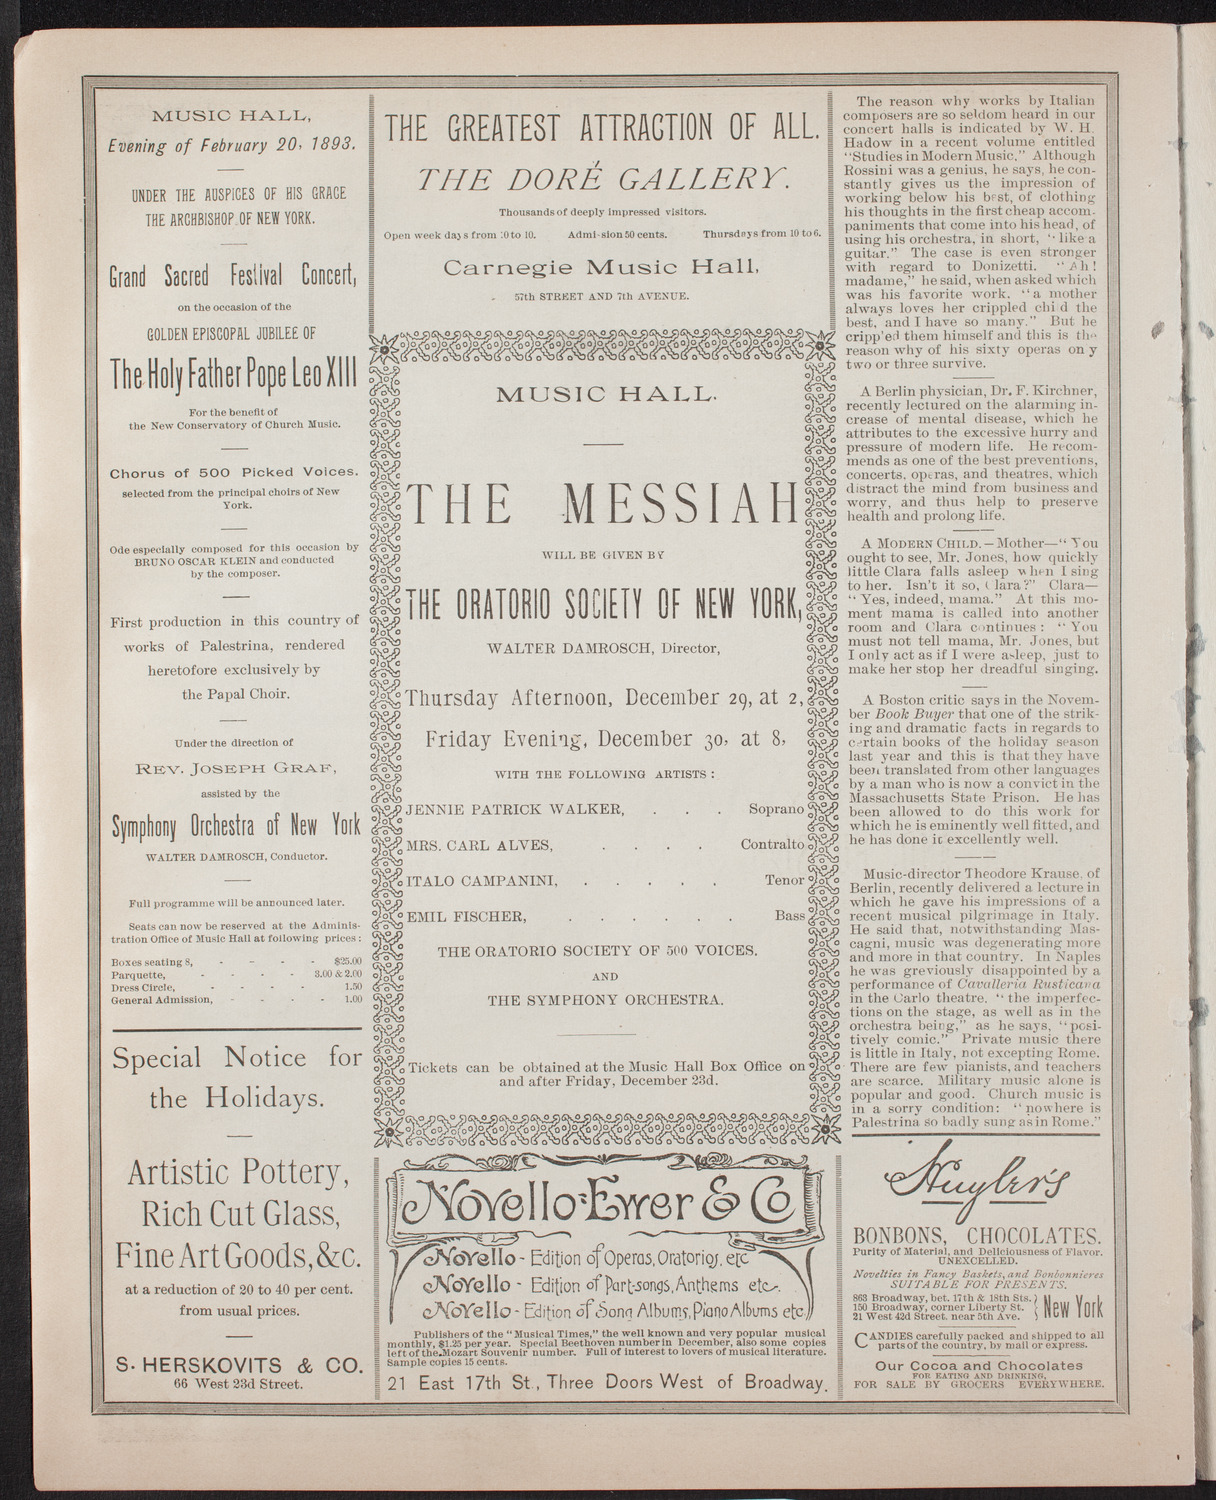 MUSIC HALL,
Evening of February 20, 1893.
UNDER THE AUSPICES OF HIS GRACE
THE ARCHBISHOP OF NEW YORK.
Grand Sacred Festival Concert,
on the occasion of the
GOLDEN EPISCOPAL JUBILEE OF
The Holy Father Pope Leo XIII
For the benefit of
the New Conservatory of Church Music.
Chorus of 500 Picked Voices.
selected from the principal choirs of New
York.
Ode especially composed for this occasion by
BRUNO OSCAR KLEIN and conducted
by the composer.
First production in this country of
works of Palestrina, rendered
heretofore exclusively by
the Papal Choir.
Under the direction of
REV. JOSEPH GRAF,
assisted by the
Symphony Orchestra of New York
WALTER DAMROSCH, Conductor.
Full programme will be announced later.
Seats can now be reserved at the Adminis-
tration Office of Music Hall at following prices:
Boxes seating 8, - - - - $25.00
Parquette, - - - - 3.00 & 2.00
Dress Circle, - - - - 1.50
General Admission, - - - - 1.00
Special Notice for
the Holidays.
Artistic Pottery,
Rich Cut Glass,
Fine Art Goods, &c.
at a reduction of 20 to 40 per cent.
from usual prices.
S. HERSKOVITS & CO.
66 West 23d Street.
THE GREATEST ATTRACTION OF ALL.
THE DORÉ GALLERY.
Thousands of deeply impressed visitors.
Open week days from 10 to 10. Admission 50 cents. Thursdays from 10 to 6.
Carnegie Music Hall,
57th STREET AND 7th AVENUE.
MUSIC HALL.
THE MESSIAH
WILL BE GIVEN BY
THE ORATORIO SOCIETY OF NEW YORK,
WALTER DAMROSCH, Director,
Thursday Afternoon, December 29, at 2,
Friday Evening, December 30, at 8,
WITH THE FOLLOWING ARTISTS:
JENNIE PATRICK WALKER, . . . Soprano
MRS. CARL ALVES, . . . . Contralto
ITALO CAMPANINI, . . . . . Tenor
EMIL FISCHER, . . . . . . Bass
THE ORATORIO SOCIETY OF 500 VOICES.
AND
THE SYMPHONY ORCHESTRA.
Tickets can be obtained at the Music Hall Box Office on
and after Friday, December 23d.
Novello, Ewer & Co
Novello - Edition of Operas, Oratorios, etc
Novello - Edition of Part-songs, Anthems etc.
Novello - Edition of Song Albums, Piano Albums etc.
Publishers of the "Musical Times," the well known and very popular musical
monthly, $1.25 per year. Special Beethoven number in December, also some copies
left of the Mozart Souvenir number. Full of interest to lovers of musical literature.
Sample copies 15 cents.
21 East 17th St., Three Doors West of Broadway.
The reason why works by Italian
composers are so seldom heard in our
concert halls is indicated by W. H.
Hadow in a recent volume entitled
"Studies in Modern Music." Although
Rossini was a genius, he says, he con-
stantly gives us the impression of
working below his best, of clothing
his thoughts in the first cheap accom-
paniments that come into his head, of
using his orchestra, in short, "like a
guitar." The case is even stronger
with regard to Donizetti. "Ah!
madame," he said, when asked which
was his favorite work. "a mother
always loves her crippled child the
best, and I have so many." But he
cripp'ed them himself and this is the
reason why of his sixty operas on y
two or three survive.
A Berlin physician, Dr. F. Kirchner,
recently lectured on the alarming in-
crease of mental disease, which he
attributes to the excessive hurry and
pressure of modern life. He recom-
mends as one of the best preventions,
concerts, operas, and theatres, which
distract the mind from business and
worry, and thus help to preserve
health and prolong life.
A MODERN CHILD.—Mother—"You
ought to see, Mr. Jones, how quickly
little Clara falls asleep when I sing
to her. Isn't it so, Clara?" Clara—
"Yes, indeed, mama." At this mo-
ment mama is called into another
room and Clara continues: "You
must not tell mama, Mr. Jones, but
I only act as if I were asleep, just to
make her stop her dreadful singing.
A Boston critic says in the Novem-
ber Book Buyer that one of the strik-
ing and dramatic facts in regards to
certain books of the holiday season
last year and this is that they have
been translated from other languages
by a man who is now a convict in the
Massachusetts State Prison. He has
been allowed to do this work for
which he is eminently well fitted, and
he has done it excellently well.
Music-director Theodore Krause, of
Berlin, recently delivered a lecture in
which he gave his impressions of a
recent musical pilgrimage in Italy.
He said that, notwithstanding Mas-
cagni, music was degenerating more
and more in that country. In Naples
he was greviously disappointed by a
performance of Cavalleria Rusticana
in the Carlo theatre. "the imperfec-
tions on the stage, as well as in the
orchestra being," as he says, "posi-
tively comic." Private music there
is little in Italy, not excepting Rome.
There are few pianists, and teachers
are scarce. Military music alone is
popular and good. Church music is
in a sorry condition: "nowhere is
Palestrina so badly sung as in Rome."
Huyler's
BONBONS, CHOCOLATES.
Purity of Material, and Deliciousness of Flavor.
UNEXCELLED.
Novelties in Fancy Baskets, and Bonbonnieres
SUITABLE FOR PRESENTS.
863 Broadway, bet. 17th & 18th Sts.
150 Broadway, corner Liberty St.
21 West 42d Street, near 5th Ave.
New York
CANDIES carefully packed and shipped to all
parts of the country, by mail or express.
Our Cocoa and Chocolates
FOR EATING AND DRINKING,
FOR SALE BY GROCERS EVERYWHERE.